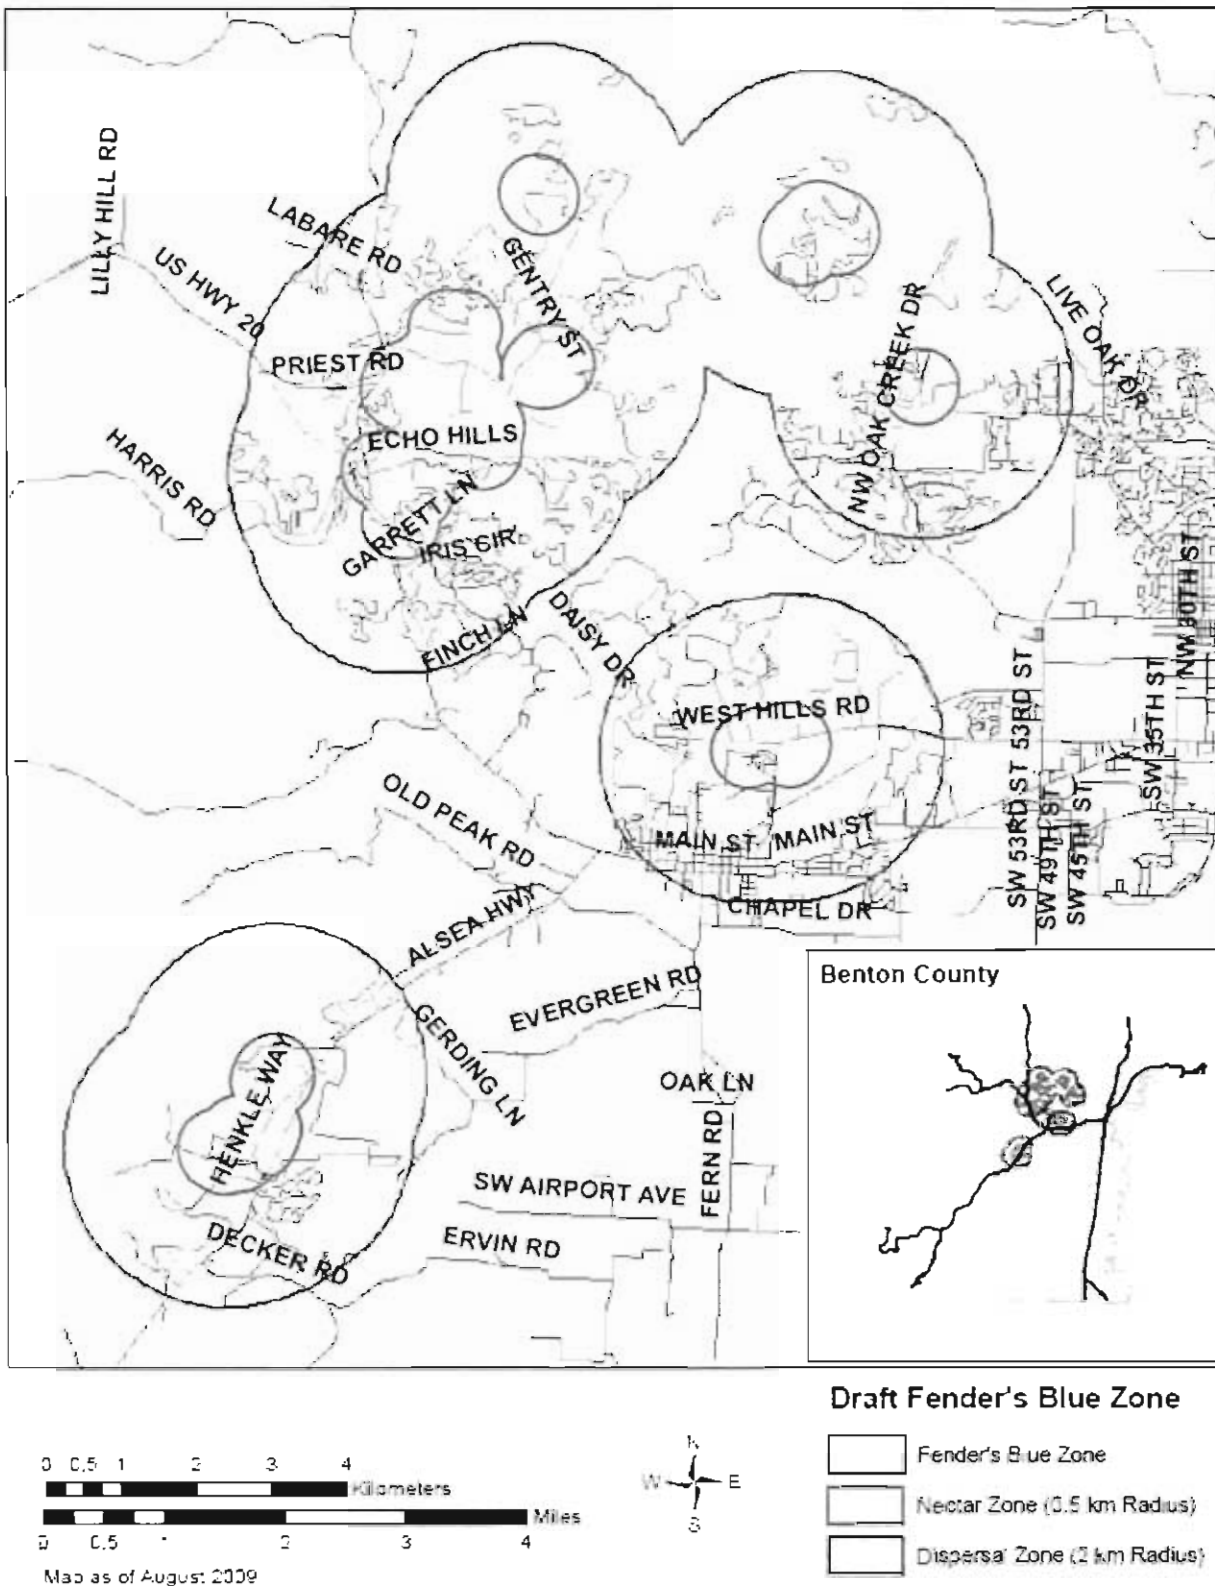 LILLY HILL RD
LABARE RD
US HWY 20
GENTRY ST
LIVE OAK DR
PRIEST RD
NW OAK CREEK DR
ECHO HILLS
HARRIS RD
GARRETT LN
IRIS CIR
NW 30TH ST
FINCH LN
DAISY DR
WEST HILLS RD
SW 53RD ST 53RD ST
SW 35TH ST
OLD PEAK RD
MAIN ST MAIN ST
SW 49TH ST
SW 45TH ST
CHAPEL DR
ALSEA HWY
EVERGREEN RD
GERDING LN
HENKLE WAY
OAK LN
FERN RD
SW AIRPORT AVE
ERVIN RD
DECKER RD
Benton County
Draft Fender's Blue Zone
Fender's Blue Zone
Nectar Zone (0.5 km Radius)
Dispersal Zone (2 km Radius)
N
W E
S
0 0.5 1 2 3 4
Kilometers
Miles
0 0.5 1 2 3 4
Map as of August 2009